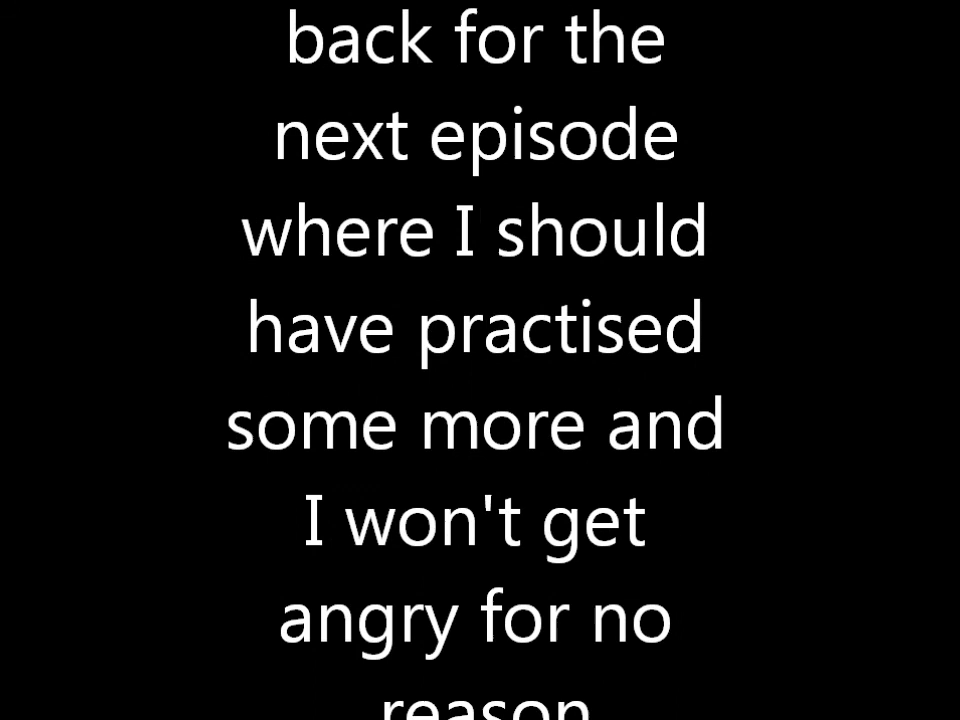 back for the
next episode
where I should
have practised
some more and
I won't get
angry for no
reason